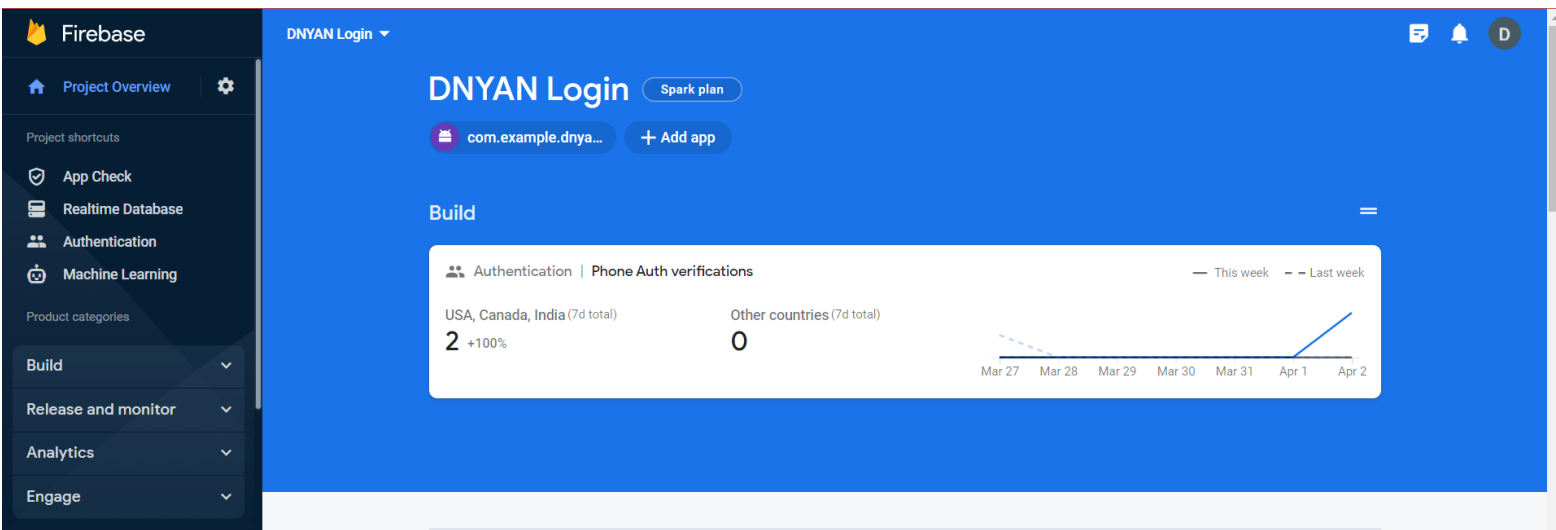 Firebase
DNYAN Login
D
Project Overview
Project shortcuts
App Check
Realtime Database
Authentication
Machine Learning
Product categories
Build
Release and monitor
Analytics
Engage
DNYAN Login Spark plan
com.example.dnya... + Add app
Build
Authentication | Phone Auth verifications
This week Last week
USA, Canada, India (7d total) Other countries (7d total)
2 +100% 0
Mar 27 Mar 28 Mar 29 Mar 30 Mar 31 Apr 1 Apr 2